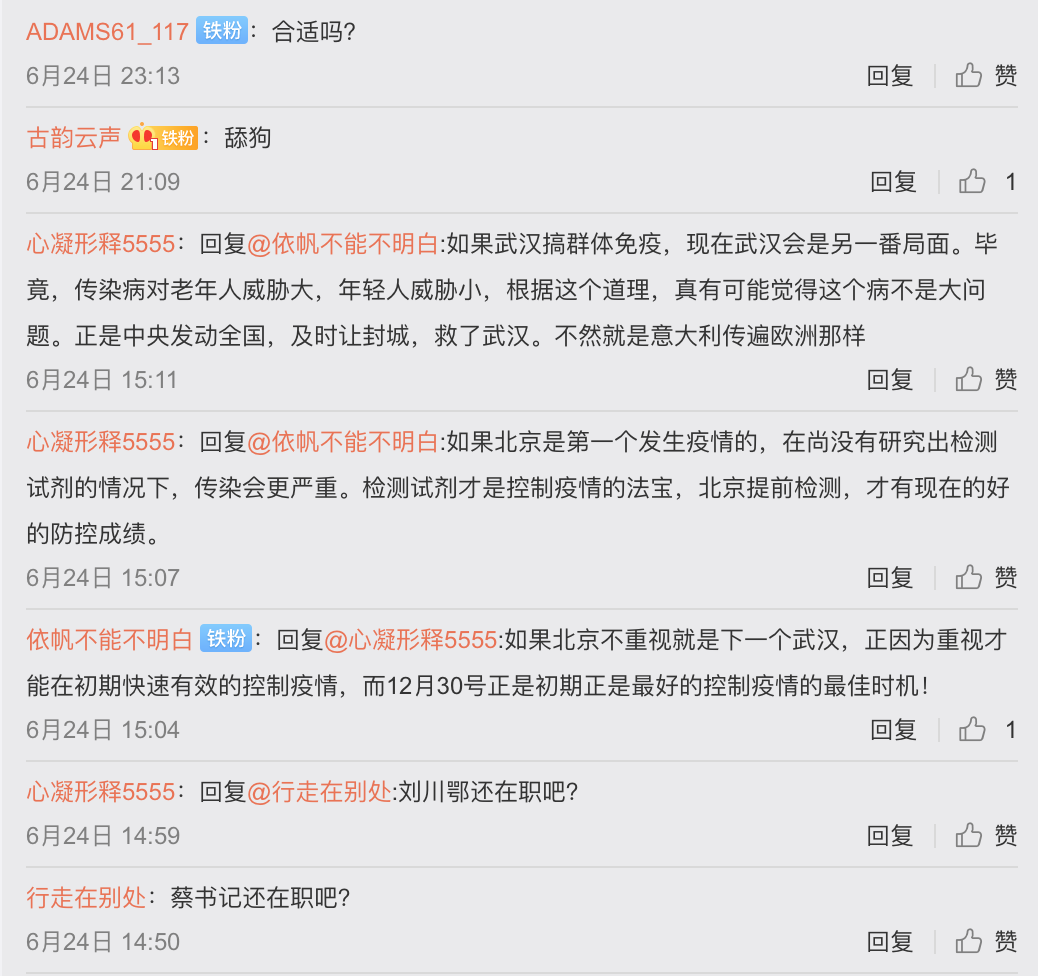 ADAMS61_117 铁粉：合适吗？
6月24日 23:13 回复 赞
古韵云声 1 铁粉：舔狗
6月24日 21:09 回复 1
心凝形释5555：回复@依帆不能不明白:如果武汉搞群体免疫，现在武汉会是另一番局面。毕
竟，传染病对老年人威胁大，年轻人威胁小，根据这个道理，真有可能觉得这个病不是大问
题。正是中央发动全国，及时让封城，救了武汉。不然就是意大利传遍欧洲那样
6月24日 15:11 回复 赞
心凝形释5555：回复@依帆不能不明白:如果北京是第一个发生疫情的，在尚没有研究出检测
试剂的情况下，传染会更严重。检测试剂才是控制疫情的法宝，北京提前检测，才有现在的好
的防控成绩。
6月24日 15:07 回复 赞
依帆不能不明白 铁粉：回复@心凝形释5555:如果北京不重视就是下一个武汉，正因为重视才
能在初期快速有效的控制疫情，而12月30号正是初期正是最好的控制疫情的最佳时机！
6月24日 15:04 回复 1
心凝形释5555：回复@行走在别处:刘川鄂还在职吧？
6月24日 14:59 回复 赞
行走在别处：蔡书记还在职吧？
6月24日 14:50 回复 赞